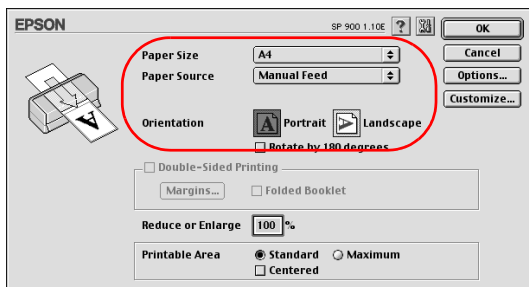 EPSON SP 900 1.10E ? OK
Paper Size A4 Cancel
Paper Source Manual Feed Options...
Customize...
Orientation A Portrait A Landscape
Rotate by 180 degrees
Double-Sided Printing
Margins... Folded Booklet
Reduce or Enlarge 100 %
Printable Area Standard Maximum
Centered